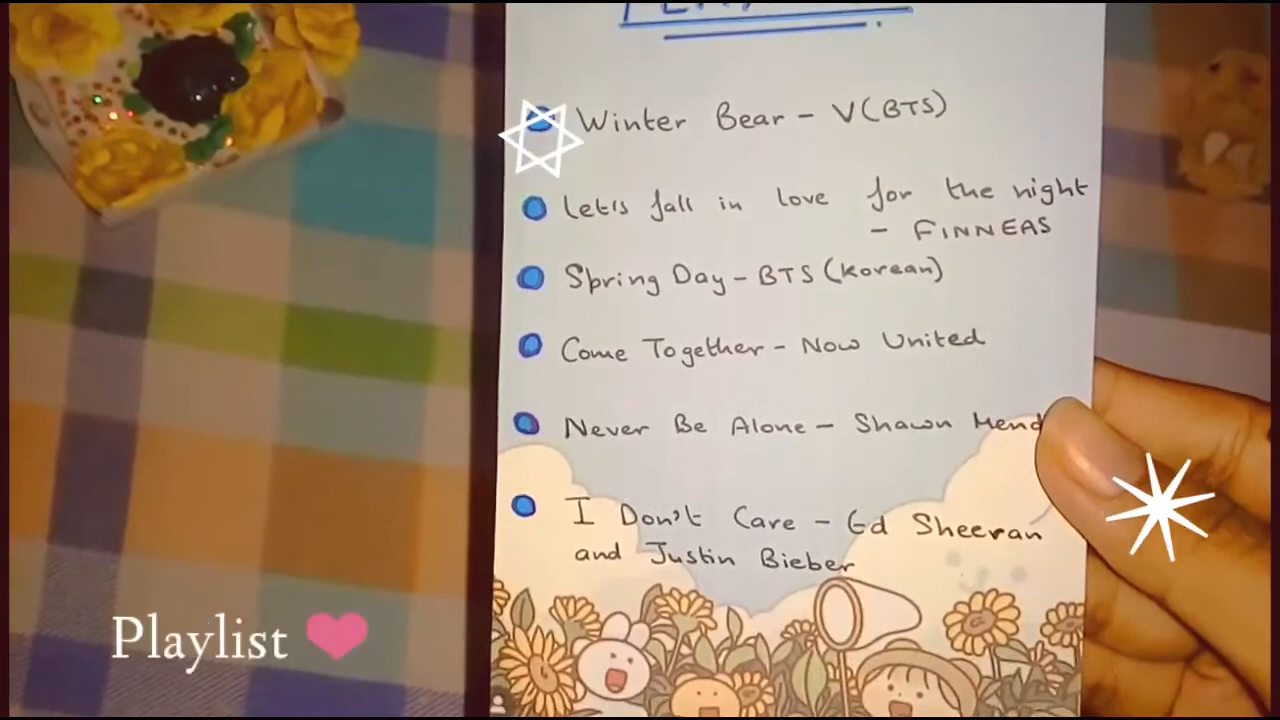 Winter Bear - V(BTS)
Let's fall in love for the night
- FINNEAS
Spring Day - BTS (Korean)
Come Together - Now United
Never Be Alone - Shawn Mend
I Don't Care - Ed Sheeran
and Justin Bieber
Playlist